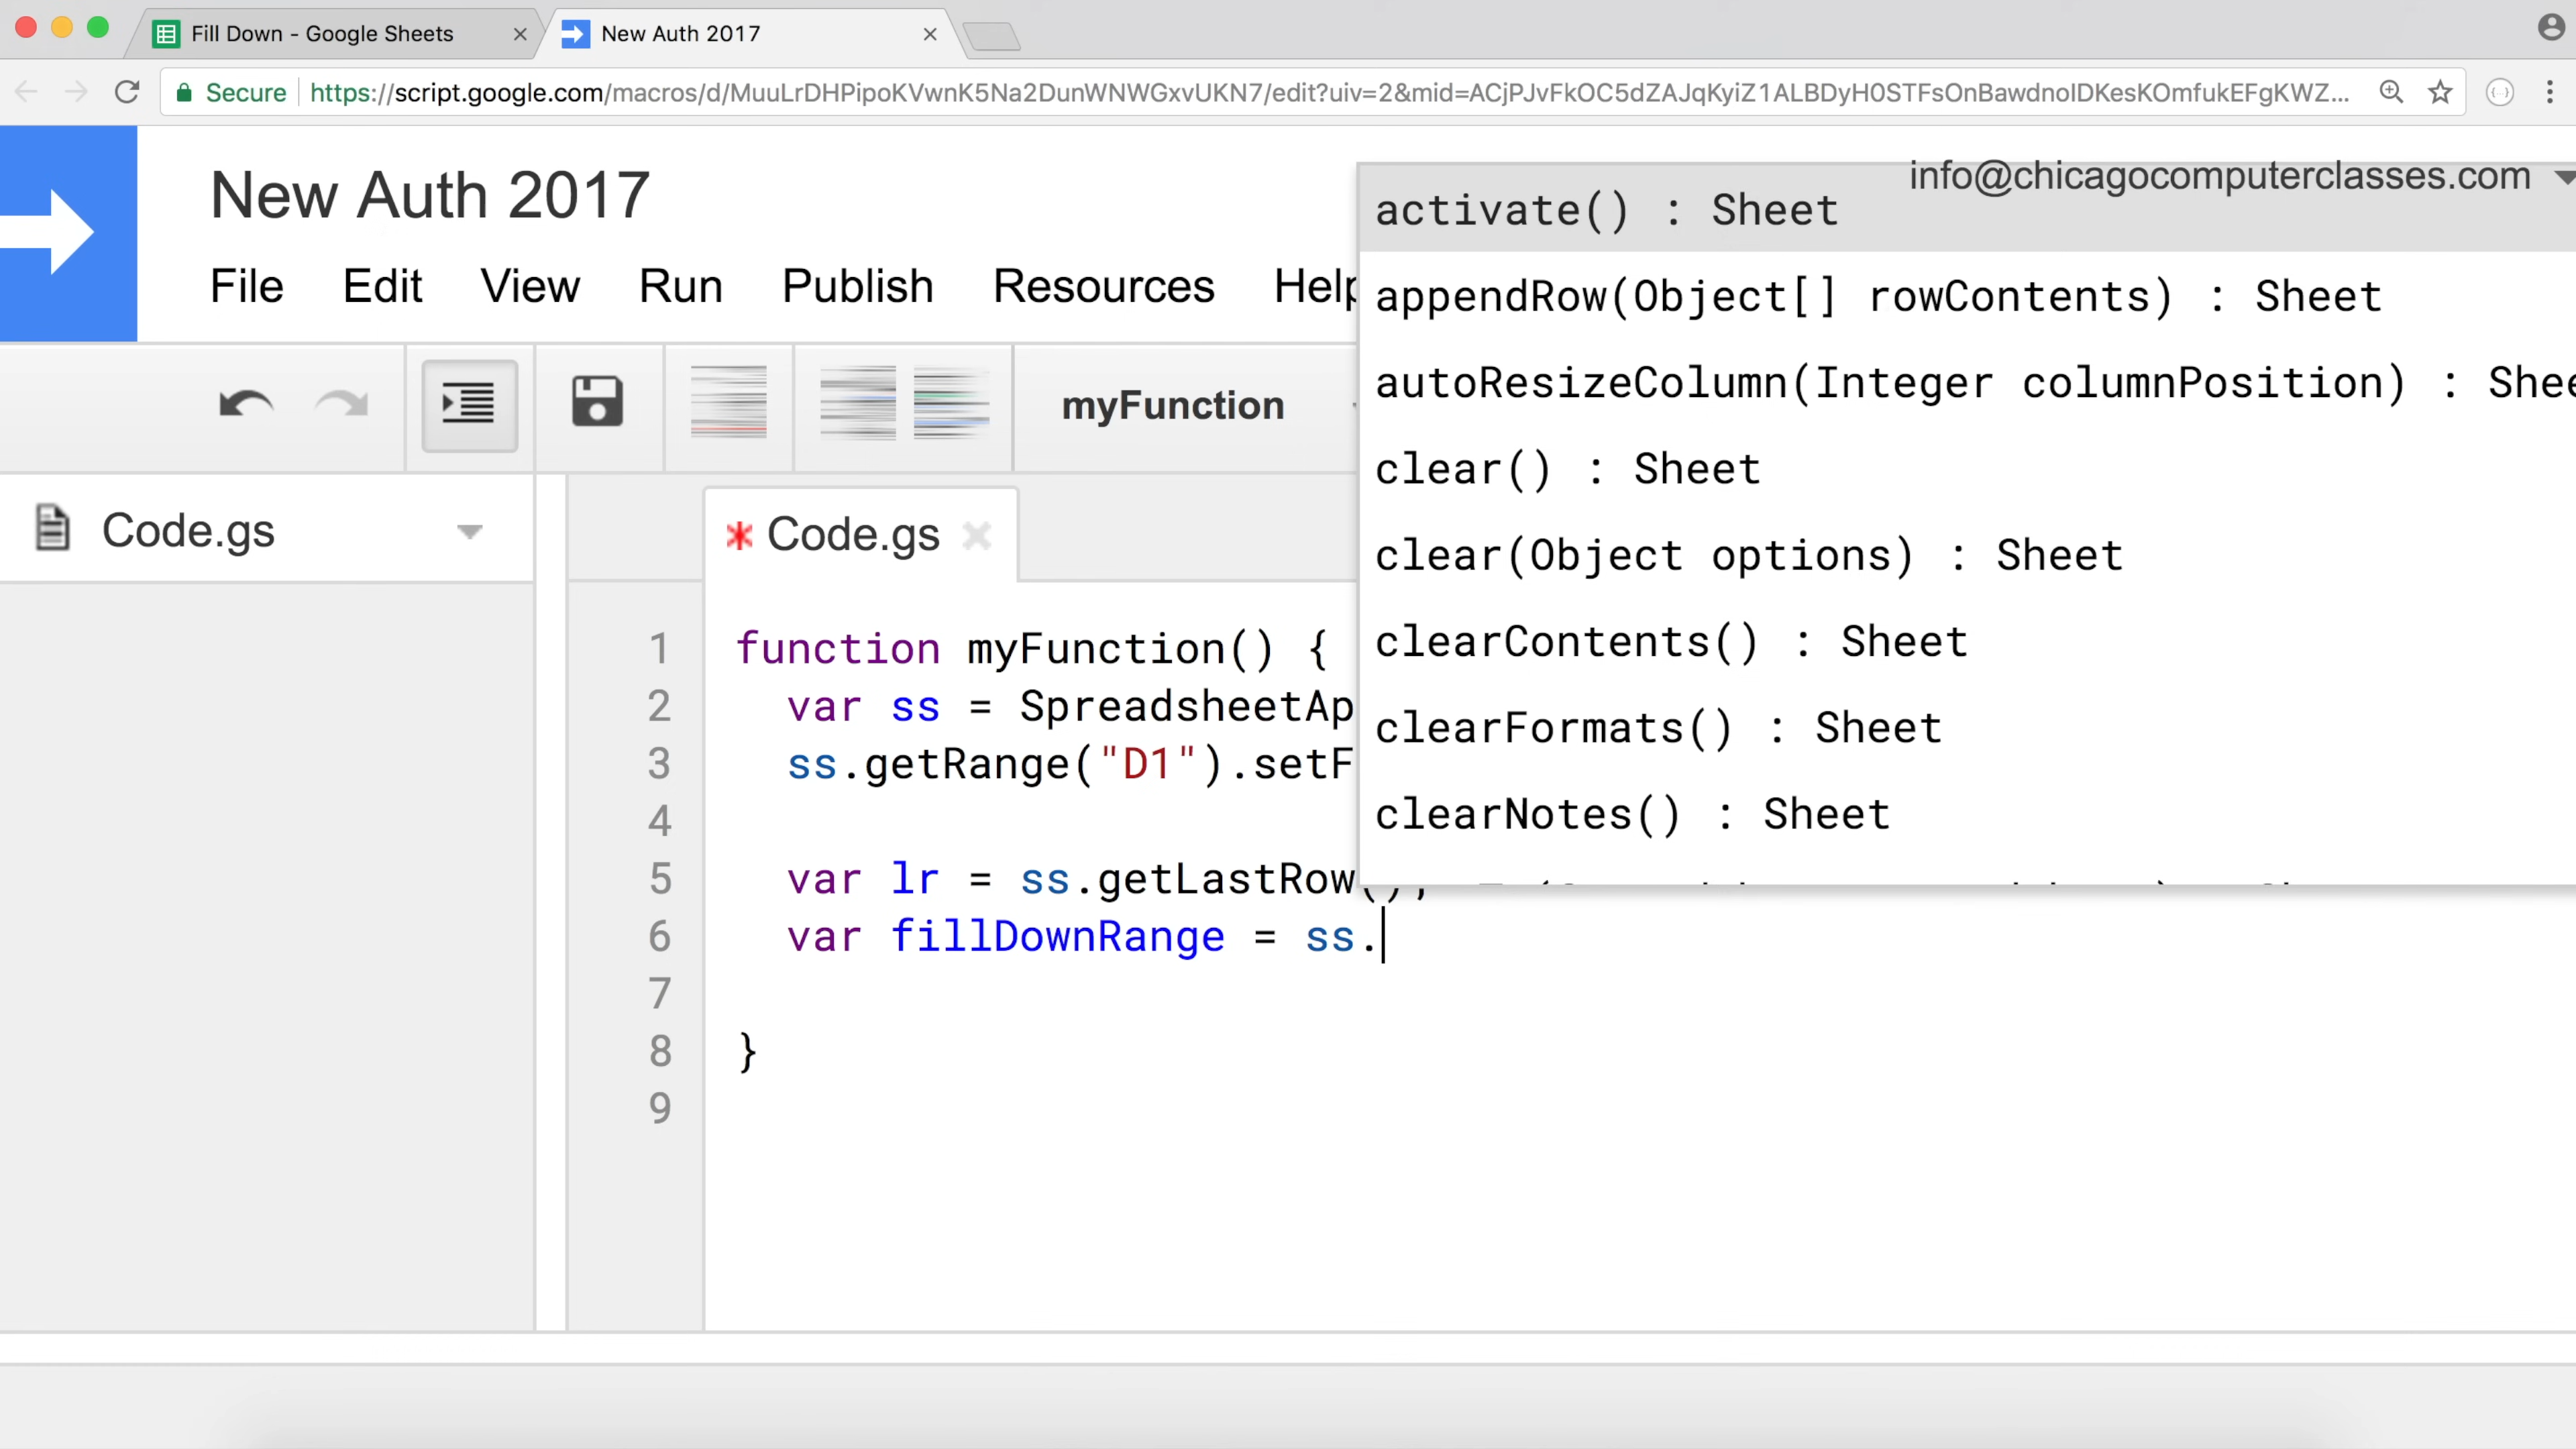 Fill Down - Google Sheets
New Auth 2017
Secure
https://script.google.com/macros/d/MuuLrDHPipoKVwnK5Na2DunWNWGxvUKN7/edit?uiv=2&mid=ACjPJvFkOC5dZAJqKyiZ1ALBDyH0STFsOnBawdnoIDKesKOmfukEFgKWZ...
New Auth 2017
info@chicagocomputerclasses.com
File Edit View Run Publish Resources Help
myFunction
activate() : Sheet
appendRow(Object[] rowContents) : Sheet
autoResizeColumn(Integer columnPosition) : Shee
clear() : Sheet
clear(Object options) : Sheet
clearContents() : Sheet
clearFormats() : Sheet
clearNotes() : Sheet
Code.gs
* Code.gs
1 function myFunction() {
2 var ss = SpreadsheetAp
3 ss.getRange("D1").setF
4
5 var lr = ss.getLastRow();
6 var fillDownRange = ss.
7
8 }
9